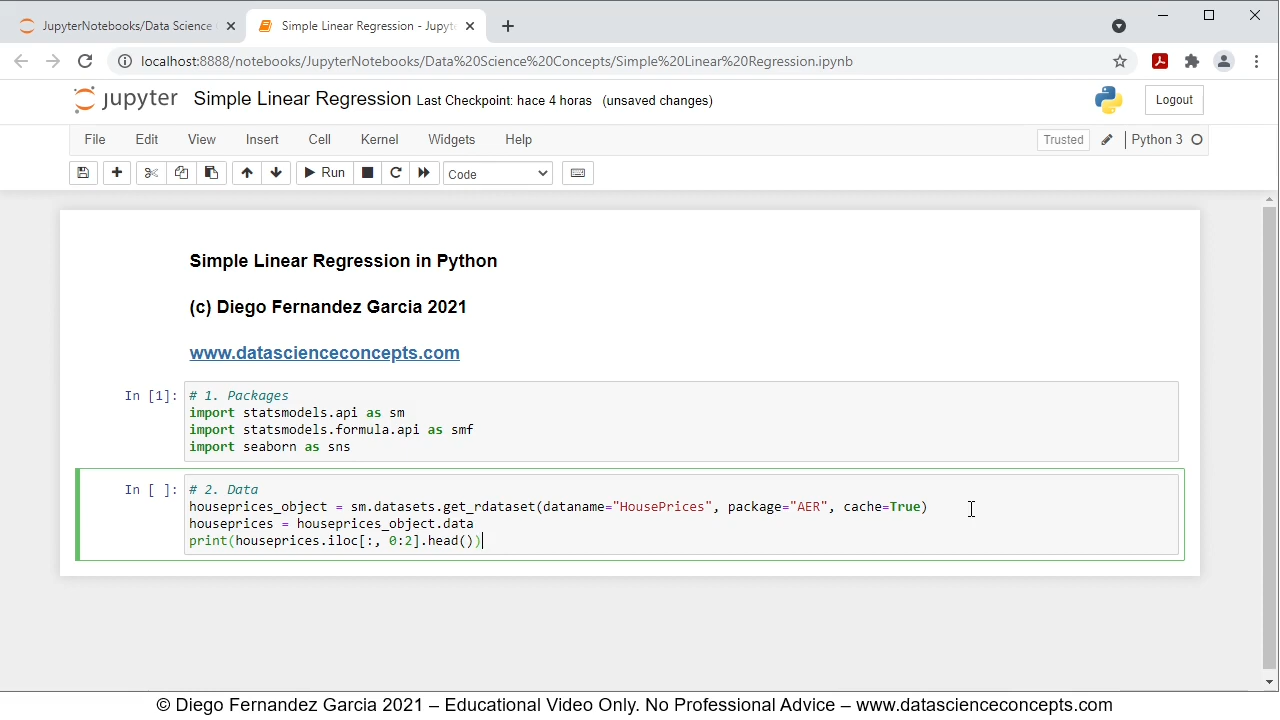 JupyterNotebooks/Data Science
Simple Linear Regression - Jupyte
localhost:8888/notebooks/JupyterNotebooks/Data%20Science%20Concepts/Simple%20Linear%20Regression.ipynb
jupyter Simple Linear Regression Last Checkpoint: hace 4 horas (unsaved changes)
Logout
File Edit View Insert Cell Kernel Widgets Help
Trusted Python 3
Run Code
Simple Linear Regression in Python
(c) Diego Fernandez Garcia 2021
www.datascienceconcepts.com
In [1]: # 1. Packages
import statsmodels.api as sm
import statsmodels.formula.api as smf
import seaborn as sns
In [ ]: # 2. Data
houseprices_object = sm.datasets.get_rdataset(dataname="HousePrices", package="AER", cache=True)
houseprices = houseprices_object.data
print(houseprices.iloc[:, 0:2].head())
© Diego Fernandez Garcia 2021 – Educational Video Only. No Professional Advice – www.datascienceconcepts.com